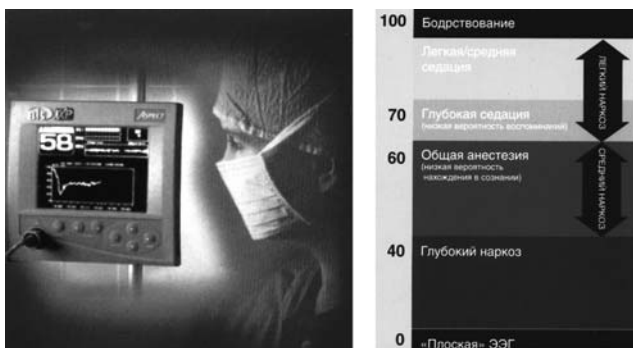 ASPECT
58
100 Бодрствование
Легкая/средняя
седация
ЛЕГКИЙ НАРКОЗ
70 Глубокая седация
(низкая вероятность воспоминаний)
60 Общая анестезия
(низкая вероятность
нахождения в сознании)
СРЕДНИЙ НАРКОЗ
40 Глубокий наркоз
0 «Плоская» ЭЭГ